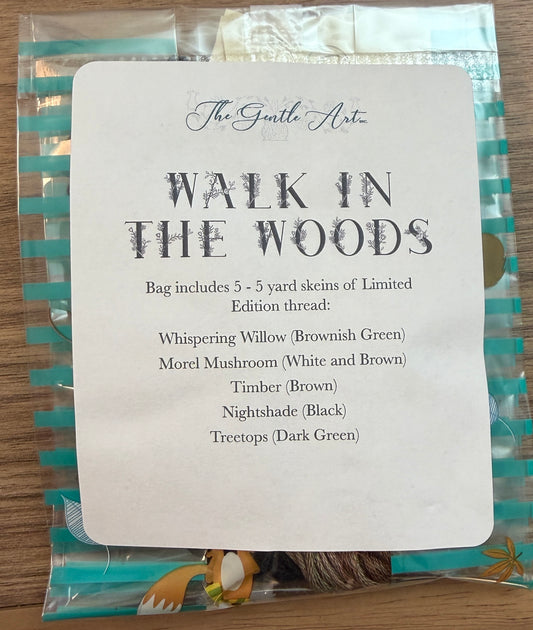 The Gentle Art INC.
WALK IN
THE WOODS
Bag includes 5 - 5 yard skeins of Limited
Edition thread:
Whispering Willow (Brownish Green)
Morel Mushroom (White and Brown)
Timber (Brown)
Nightshade (Black)
Treetops (Dark Green)